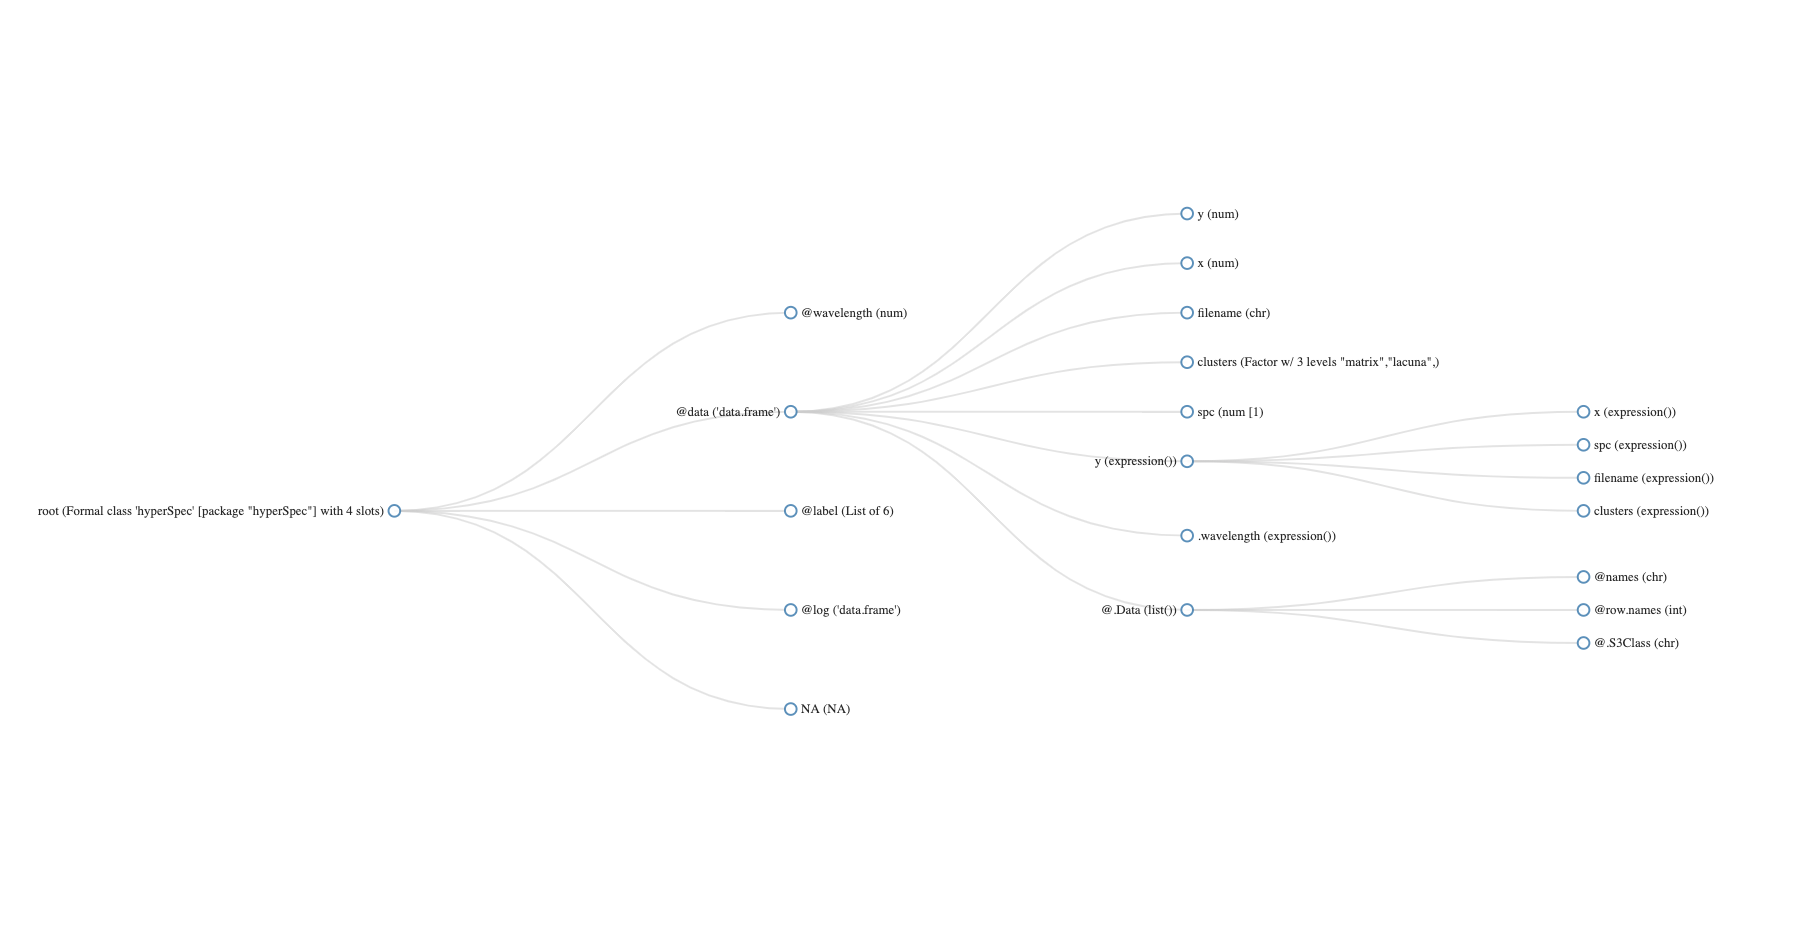 root (Formal class 'hyperSpec' [package "hyperSpec"] with 4 slots)
@wavelength (num)
@data ('data.frame')
@label (List of 6)
@log ('data.frame')
NA (NA)
y (num)
x (num)
filename (chr)
clusters (Factor w/ 3 levels "matrix","lacuna",)
spc (num [1)
y (expression())
.wavelength (expression())
@.Data (list())
x (expression())
spc (expression())
filename (expression())
clusters (expression())
@names (chr)
@row.names (int)
@.S3Class (chr)